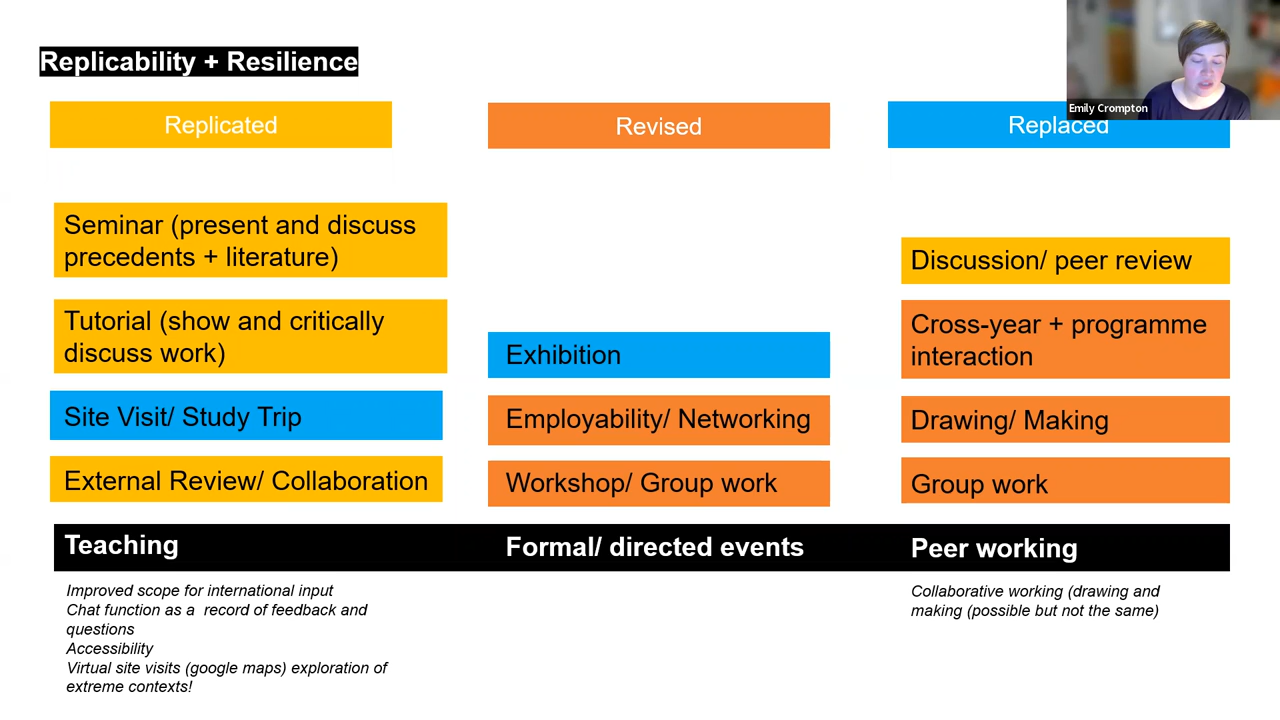 Replicability + Resilience
Emily Crompton
Replicated
Revised
Replaced
Seminar (present and discuss
precedents + literature)
Tutorial (show and critically
discuss work)
Site Visit/ Study Trip
External Review/ Collaboration
Exhibition
Employability/ Networking
Workshop/ Group work
Discussion/ peer review
Cross-year + programme
interaction
Drawing/ Making
Group work
Teaching
Formal/ directed events
Peer working
Improved scope for international input
Chat function as a  record of feedback and
questions
Accessibility
Virtual site visits (google maps) exploration of
extreme contexts!
Collaborative working (drawing and
making (possible but not the same)